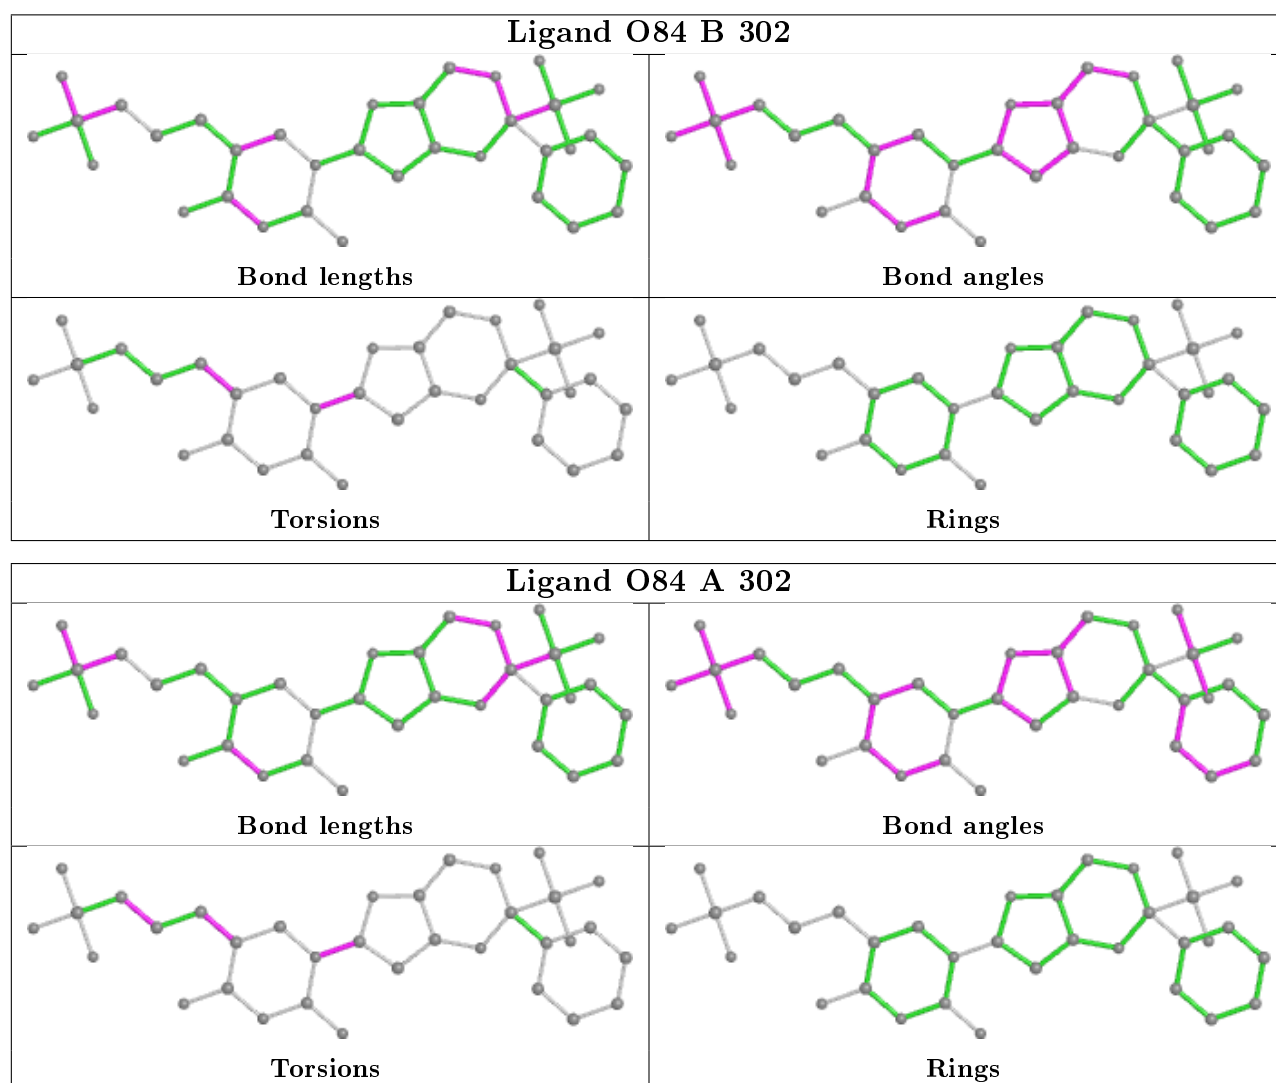 Ligand O84 B 302
Bond lengths
Bond angles
Torsions
Rings
Ligand O84 A 302
Bond lengths
Bond angles
Torsions
Rings